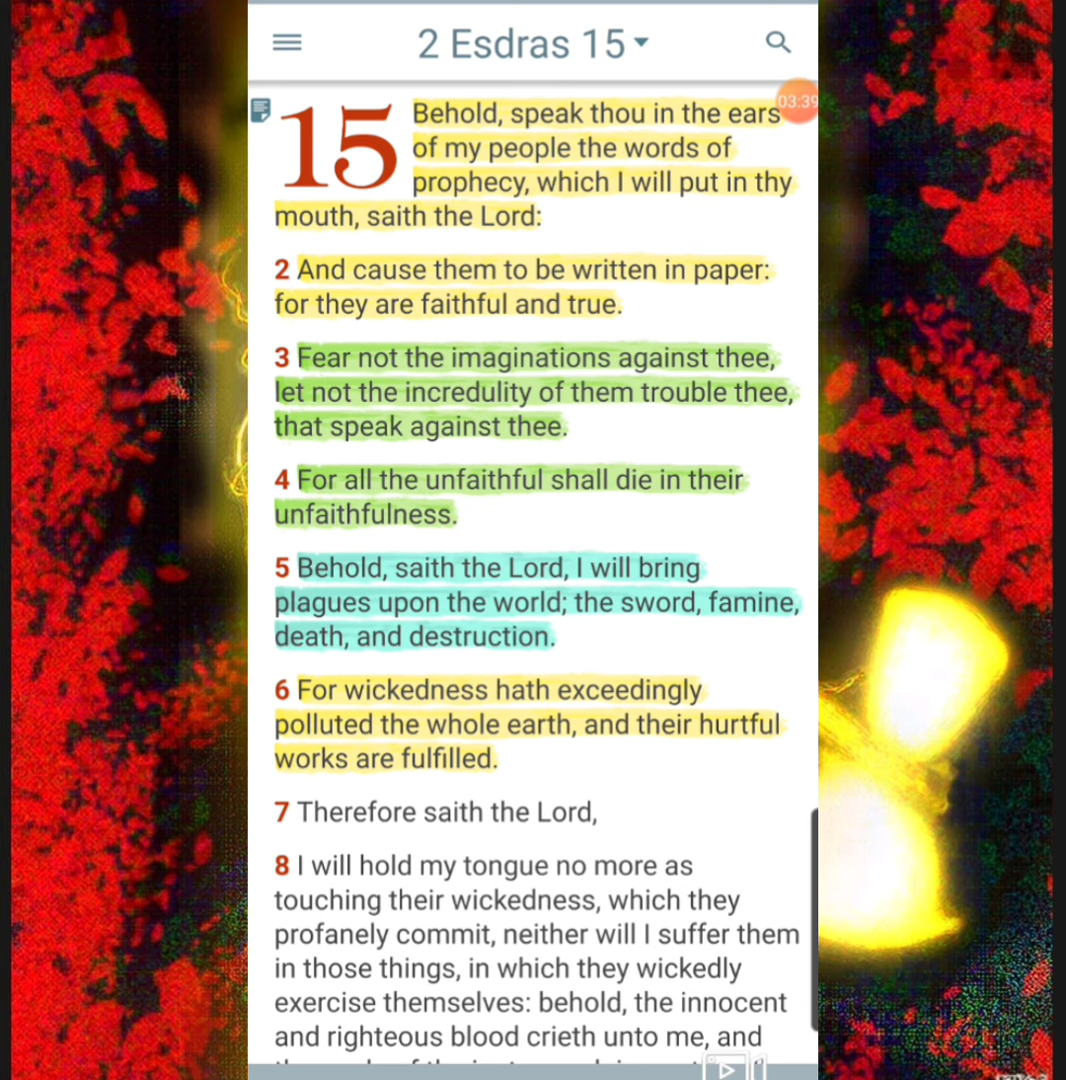 2 Esdras 15
03:39
15 Behold, speak thou in the ears
of my people the words of
prophecy, which I will put in thy
mouth, saith the Lord:
2 And cause them to be written in paper:
for they are faithful and true.
3 Fear not the imaginations against thee,
let not the incredulity of them trouble thee,
that speak against thee.
4 For all the unfaithful shall die in their
unfaithfulness.
5 Behold, saith the Lord, I will bring
plagues upon the world; the sword, famine,
death, and destruction.
6 For wickedness hath exceedingly
polluted the whole earth, and their hurtful
works are fulfilled.
7 Therefore saith the Lord,
8 I will hold my tongue no more as
touching their wickedness, which they
profanely commit, neither will I suffer them
in those things, in which they wickedly
exercise themselves: behold, the innocent
and righteous blood crieth unto me, and